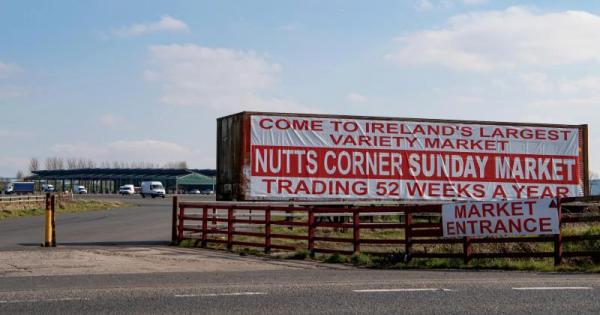 COME TO IRELAND'S LARGEST
VARIETY MARKET
NUTTS CORNER SUNDAY MARKET
TRADING 52 WEEKS A YEAR
MARKET
ENTRANCE